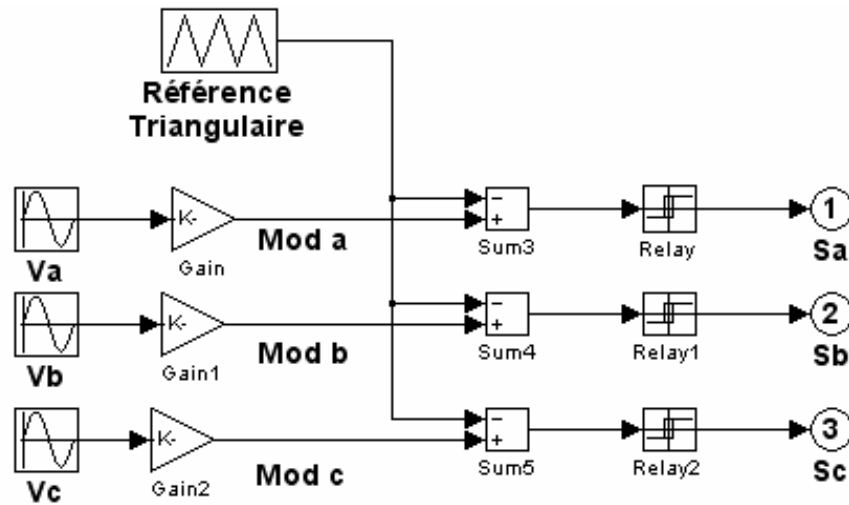 Référence
Triangulaire
Va
K-
Gain
Mod a
−
+
Sum3
Relay
1
Sa
Vb
K-
Gain1
Mod b
−
+
Sum4
Relay1
2
Sb
Vc
K-
Gain2
Mod c
−
+
Sum5
Relay2
3
Sc